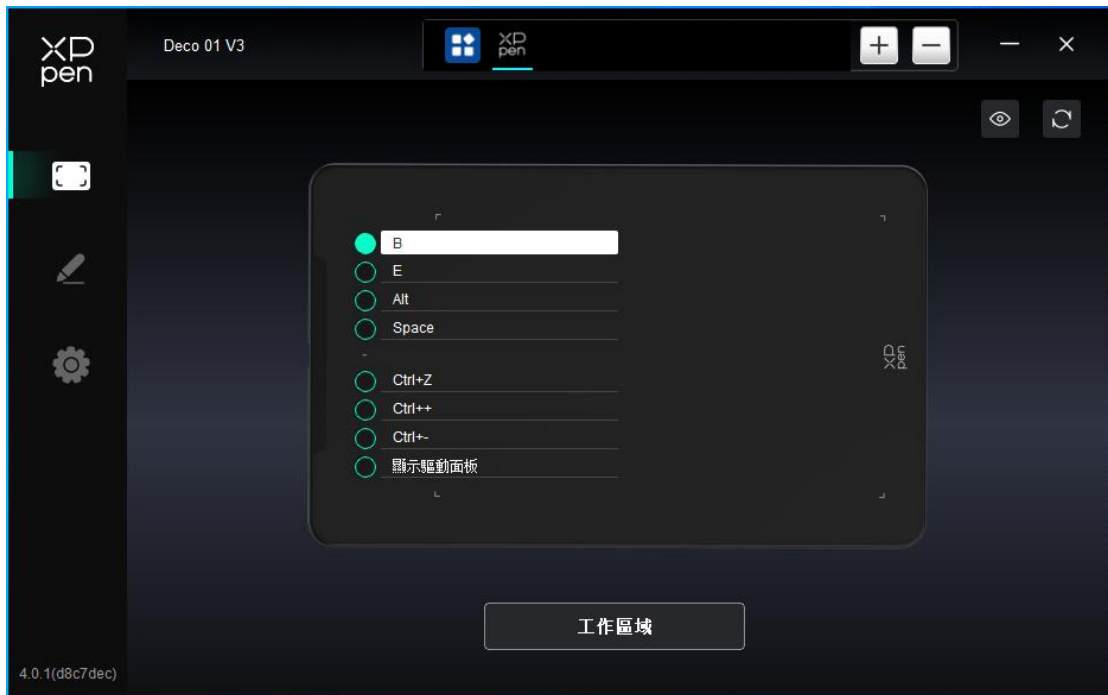 XP
pen
Deco 01 V3
XP
pen
B
E
Alt
Space
-
Ctrl+Z
Ctrl++
Ctrl+-
顯示驅動面板
XP
pen
工作區域
4.0.1(d8c7dec)